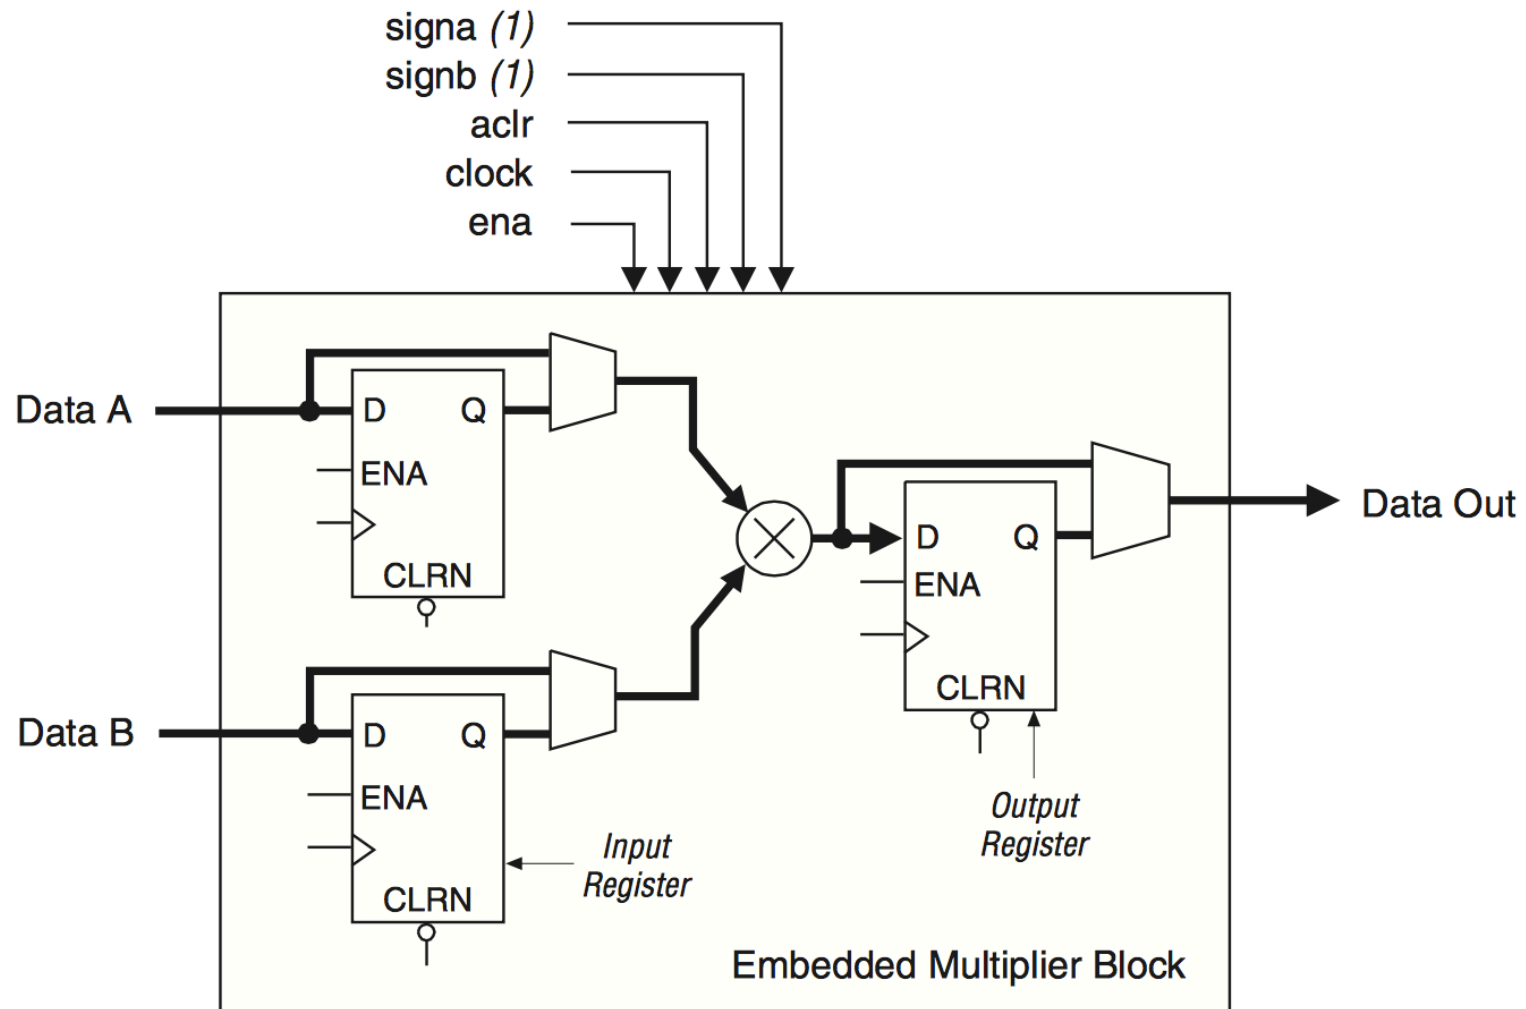 signa (1)
signb (1)
aclr
clock
ena
Data A
D
Q
ENA
CLRN
Data B
D
Q
ENA
CLRN
Input
Register
D
Q
ENA
CLRN
Output
Register
Data Out
Embedded Multiplier Block